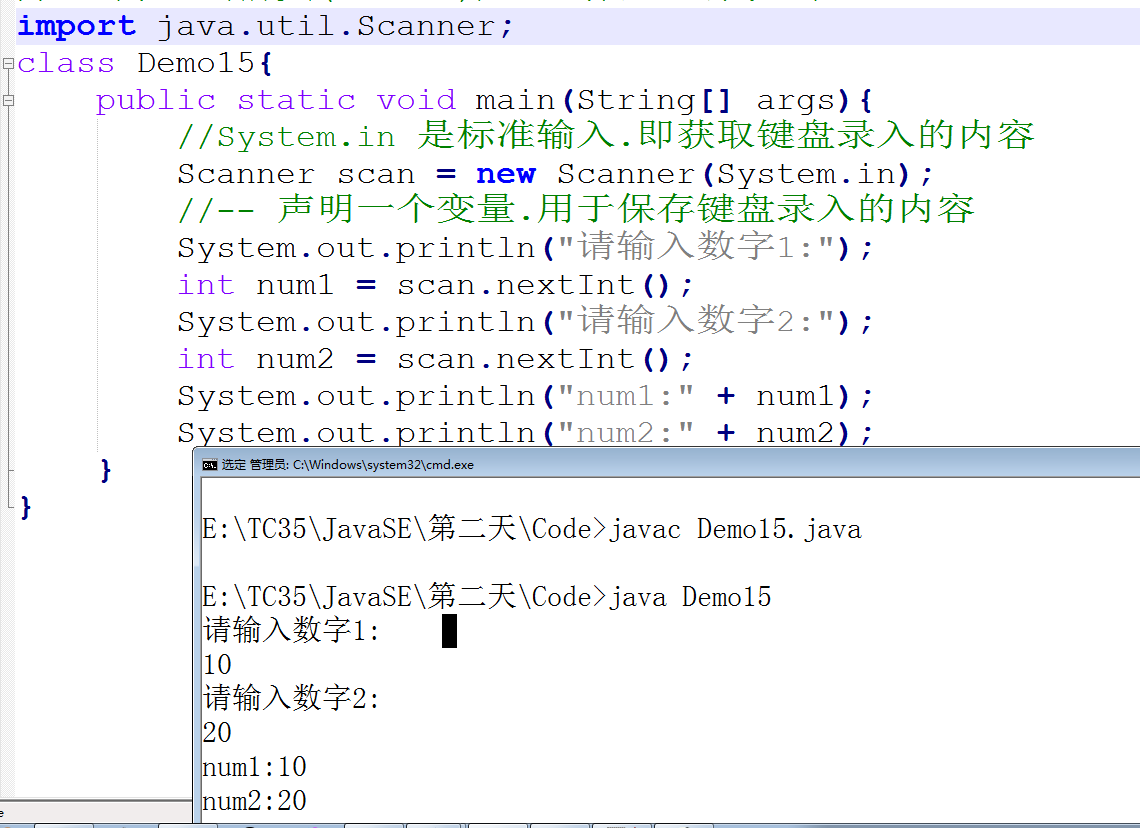 import java.util.Scanner;
class Demo15{
public static void main(String[] args){
//System.in 是标准输入.即获取键盘录入的内容
Scanner scan = new Scanner(System.in);
//-- 声明一个变量.用于保存键盘录入的内容
System.out.println("请输入数字1:");
int num1 = scan.nextInt();
System.out.println("请输入数字2:");
int num2 = scan.nextInt();
System.out.println("num1:" + num1);
System.out.println("num2:" + num2);
}
}
选定 管理员: C:\Windows\system32\cmd.exe
E:\TC35\JavaSE\第二天\Code>javac Demo15.java
E:\TC35\JavaSE\第二天\Code>java Demo15
请输入数字1:
10
请输入数字2:
20
num1:10
num2:20